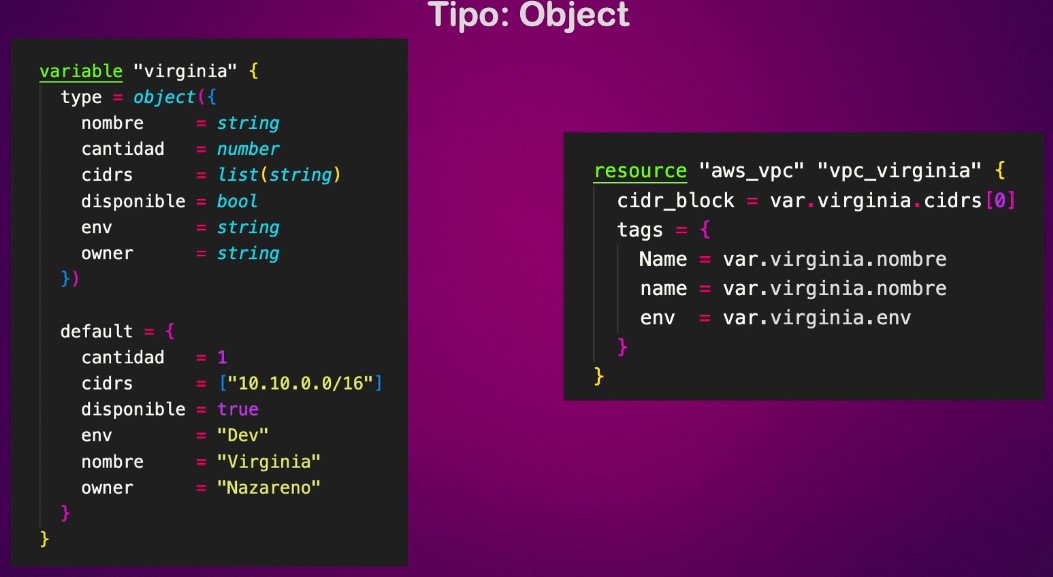 Tipo: Object
variable "virginia" {
  type = object({
    nombre     = string
    cantidad   = number
    cidrs      = list(string)
    disponible = bool
    env        = string
    owner      = string
  })

  default = {
    cantidad   = 1
    cidrs      = ["10.10.0.0/16"]
    disponible = true
    env        = "Dev"
    nombre     = "Virginia"
    owner      = "Nazareno"
  }
}
resource "aws_vpc" "vpc_virginia" {
  cidr_block = var.virginia.cidrs[0]
  tags = {
    Name = var.virginia.nombre
    name = var.virginia.nombre
    env  = var.virginia.env
  }
}